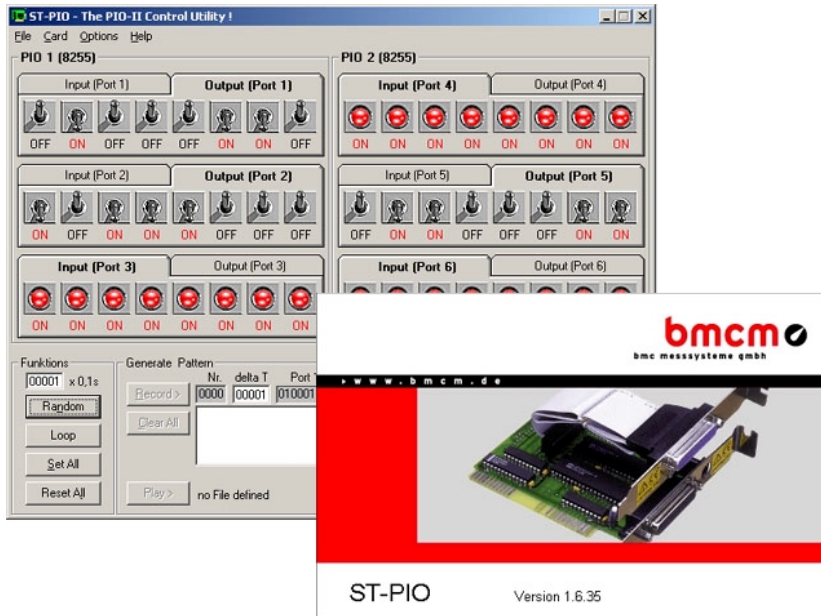 ST-PIO - The PIO-II Control Utility !
File Card Options Help
PIO 1 (8255)
Input (Port 1) Output (Port 1)
OFF ON OFF OFF OFF ON ON OFF
Input (Port 2) Output (Port 2)
ON OFF ON ON ON OFF OFF OFF
Input (Port 3) Output (Port 3)
ON ON ON ON ON ON ON ON
PIO 2 (8255)
Input (Port 4) Output (Port 4)
ON ON ON ON ON ON ON ON
Input (Port 5) Output (Port 5)
OFF ON ON OFF OFF OFF ON ON
Input (Port 6) Output (Port 6)
Funktions
00001 x 0,1s
Random
Loop
Set All
Reset All
Generate Pattern
Nr. delta T Port
Record > 0000 00001 010001
Clear All
Play > no File defined
bmcm
bmc messsysteme gmbh
www.bmcm.de
ST-PIO Version 1.6.35